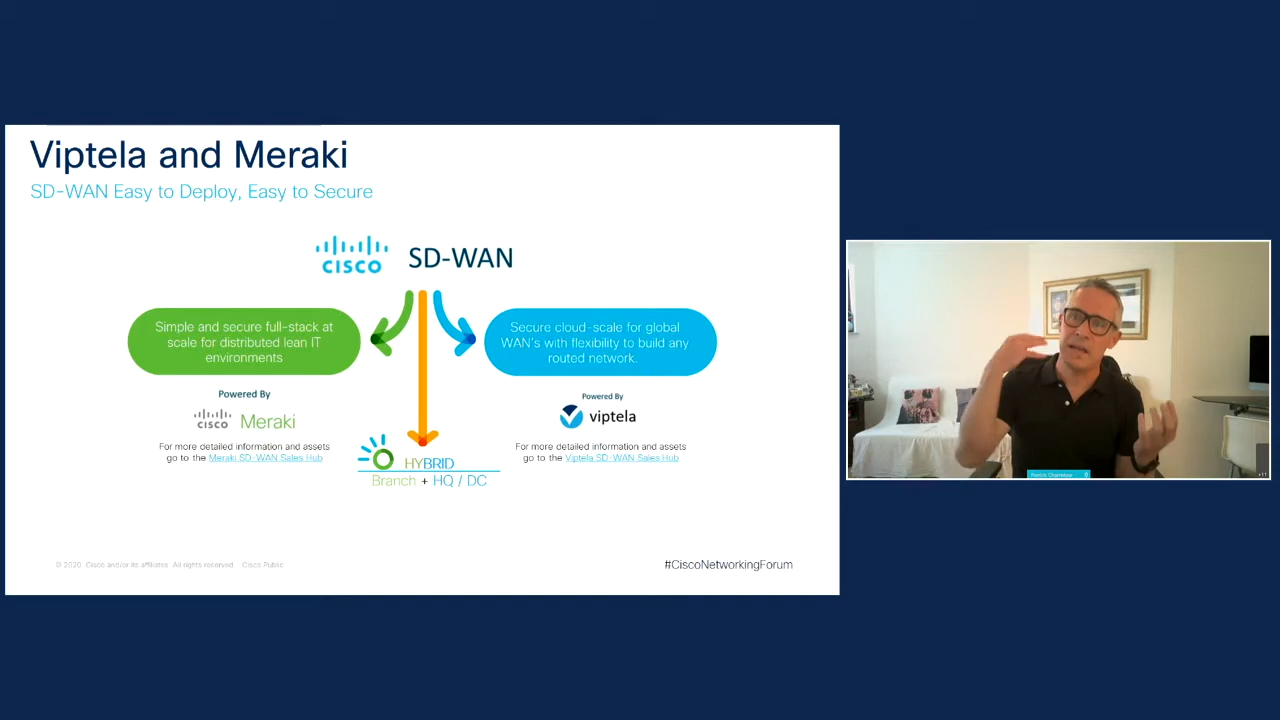 Viptela and Meraki
SD-WAN Easy to Deploy, Easy to Secure
CISCO
SD-WAN
Simple and secure full-stack at
scale for distributed lean IT
environments
Secure cloud-scale for global
WAN's with flexibility to build any
routed network.
Powered By
CISCO Meraki
For more detailed information and assets
go to the Meraki SD-WAN Sales Hub
Powered By
viptela
For more detailed information and assets
go to the Viptela SD-WAN Sales Hub
HYBRID
Branch + HQ / DC
© 2020 Cisco and/or its affiliates. All rights reserved. Cisco Public
#CiscoNetworkingForum